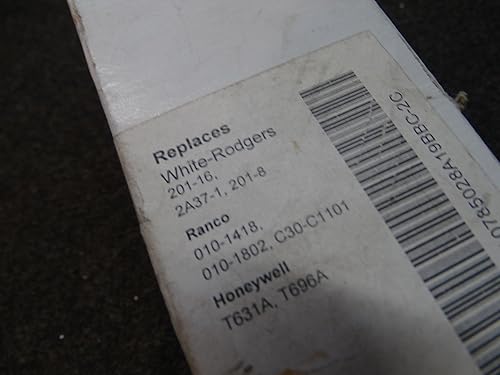 Replaces
White-Rodgers
201-16,
2A37-1, 201-8
Ranco
010-1418,
010-1802, C30-C1101
Honeywell
T631A, T696A
0785028A19BBC-2C